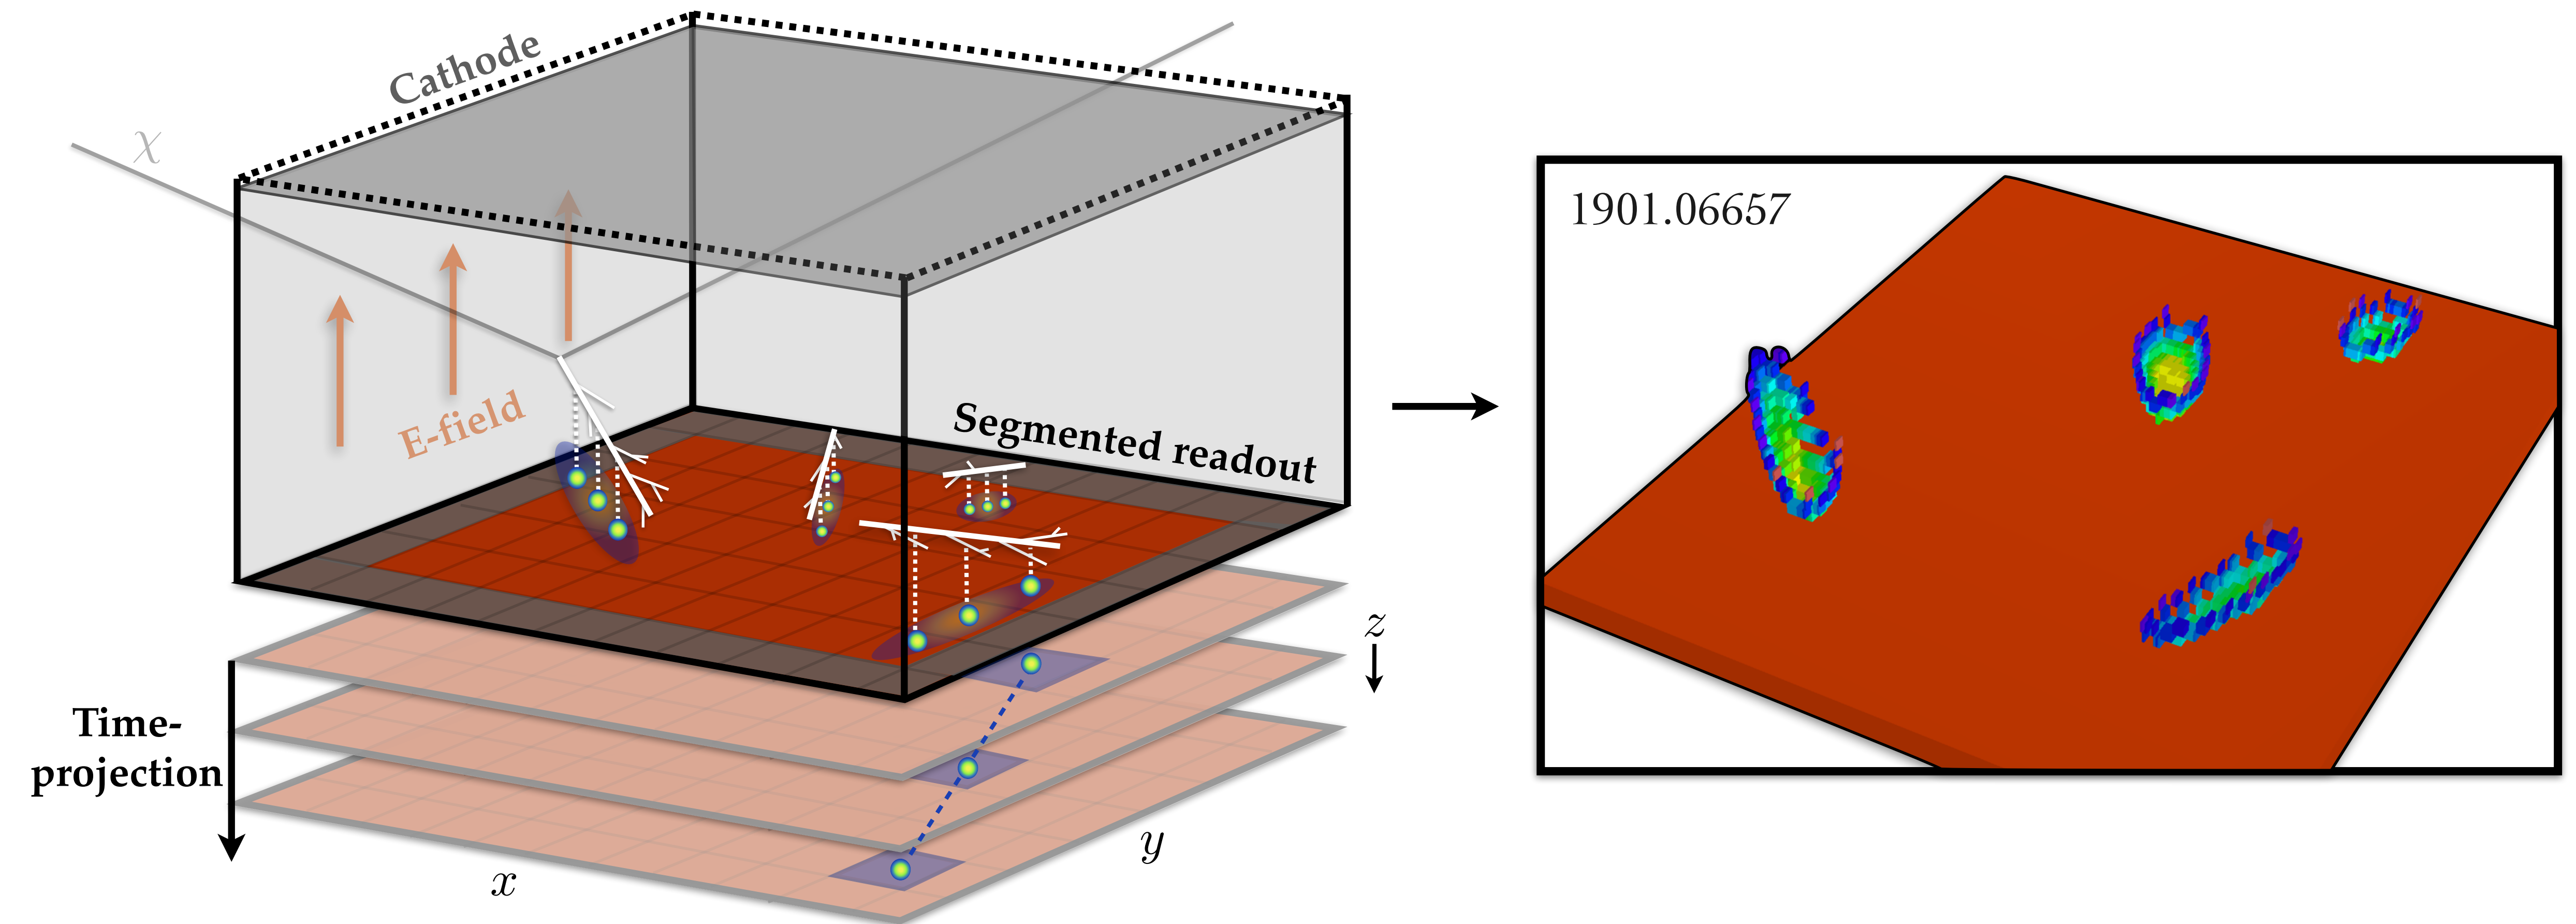 Cathode
χ
E-field
Segmented readout
1901.06657
z
Time-
projection
y
x